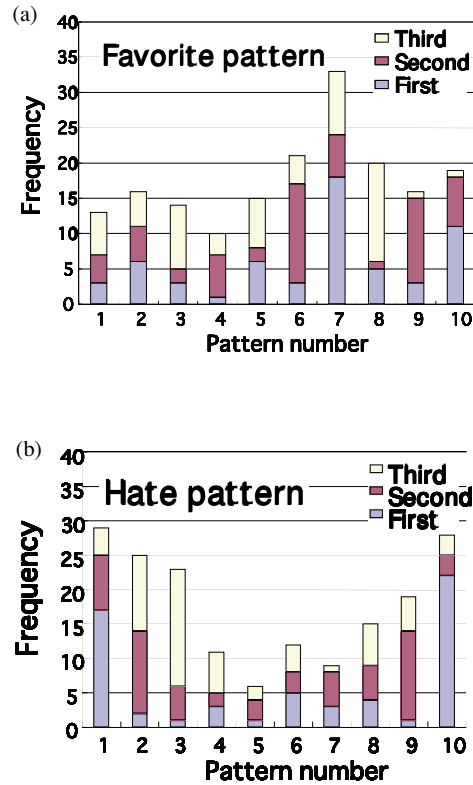 (a)
Favorite pattern
Third
Second
First
Frequency
40
35
30
25
20
15
10
5
0
1 2 3 4 5 6 7 8 9 10
Pattern number
(b)
Hate pattern
Third
Second
First
Frequency
40
35
30
25
20
15
10
5
0
1 2 3 4 5 6 7 8 9 10
Pattern number